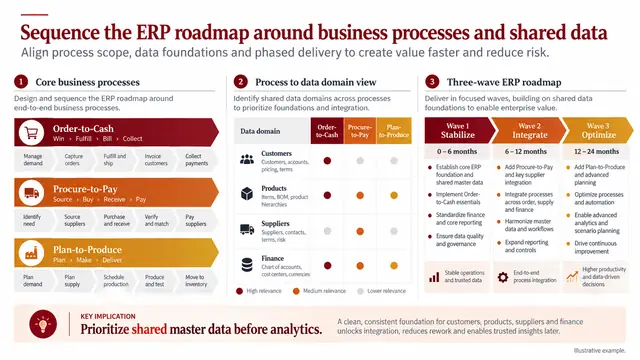 Sequence the ERP roadmap around business processes and shared data
Align process scope, data foundations and phased delivery to create value faster and reduce risk.
1 Core business processes
Design and sequence the ERP roadmap around
end-to-end business processes.
Order-to-Cash
Win › Fulfill › Bill › Collect
Manage
demand
Capture
orders
Fulfill and
ship
Invoice
customers
Collect
payments
Procure-to-Pay
Source › Buy › Receive › Pay
Identify
need
Source
suppliers
Purchase
and receive
Verify
and match
Pay
suppliers
Plan-to-Produce
Plan › Make › Deliver
Plan
demand
Plan
supply
Schedule
production
Produce
and test
Move to
inventory
2 Process to data domain view
Identify shared data domains across processes
to prioritize foundations and integration.
Data domain
Order-
to-Cash
Procure-
to-Pay
Plan-
to-Produce
Customers
Customers, accounts,
pricing, terms
Products
Items, BOM, product
hierarchies
Suppliers
Suppliers, contacts,
terms, risk
Finance
Chart of accounts,
cost centers, currencies
High relevance
Medium relevance
Lower relevance
3 Three-wave ERP roadmap
Deliver in focused waves, building on shared data
foundations to enable enterprise value.
Wave 1
Stabilize
Wave 2
Integrate
Wave 3
Optimize
0 – 6 months
6 – 12 months
12 – 24 months
Establish core ERP
foundation and
shared master data
Implement Order-
to-Cash essentials
Standardize finance
and core reporting
Ensure data quality
and governance
Add Procure-to-Pay
and key supplier
integration
Integrate processes
across order, supply
and finance
Harmonize master
data and workflows
Expand reporting
and controls
Add Plan-to-Produce
and advanced
planning
Optimize processes
and automation
Enable advanced
analytics and
scenario planning
Drive continuous
improvement
Stable operations
and trusted data
End-to-end
process integration
Higher productivity
and data-driven
decisions
KEY IMPLICATION
Prioritize shared master data before analytics.
A clean, consistent foundation for customers, products, suppliers and finance
unlocks integration, reduces rework and enables trusted insights later.
Illustrative example.